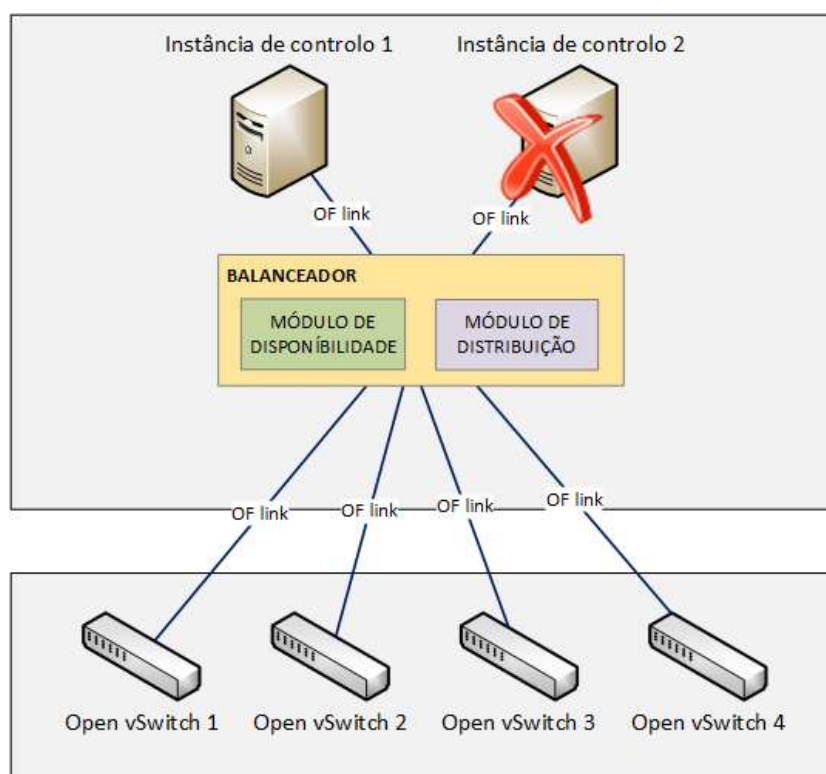 Instância de controlo 1
Instância de controlo 2
OF link
OF link
BALANCEADOR
MÓDULO DE
DISPONÍBILIDADE
MÓDULO DE
DISTRIBUIÇÃO
OF link
OF link
OF link
OF link
Open vSwitch 1
Open vSwitch 2
Open vSwitch 3
Open vSwitch 4